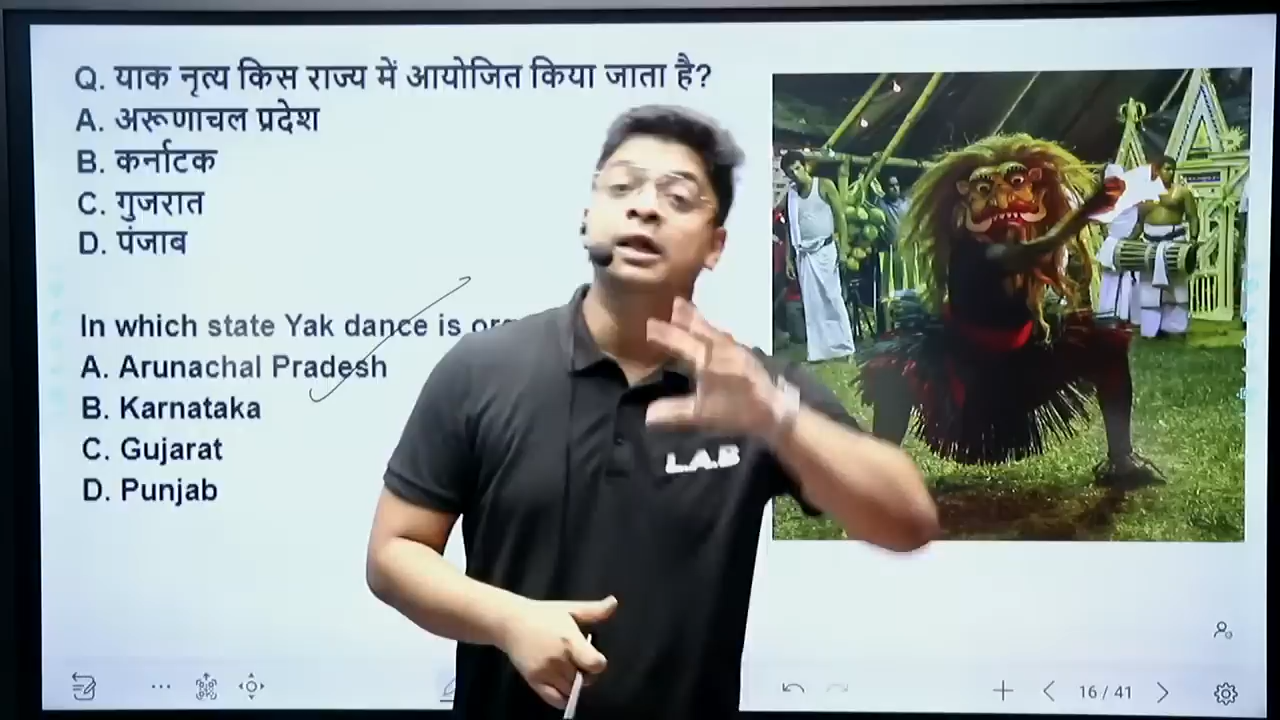 Q. याक नृत्य किस राज्य में आयोजित किया जाता है?
A. अरूणाचल प्रदेश
B. कर्नाटक
C. गुजरात
D. पंजाब
In which state Yak dance is
A. Arunachal Pradesh
B. Karnataka
C. Gujarat
D. Punjab
L.A.B
16 / 41